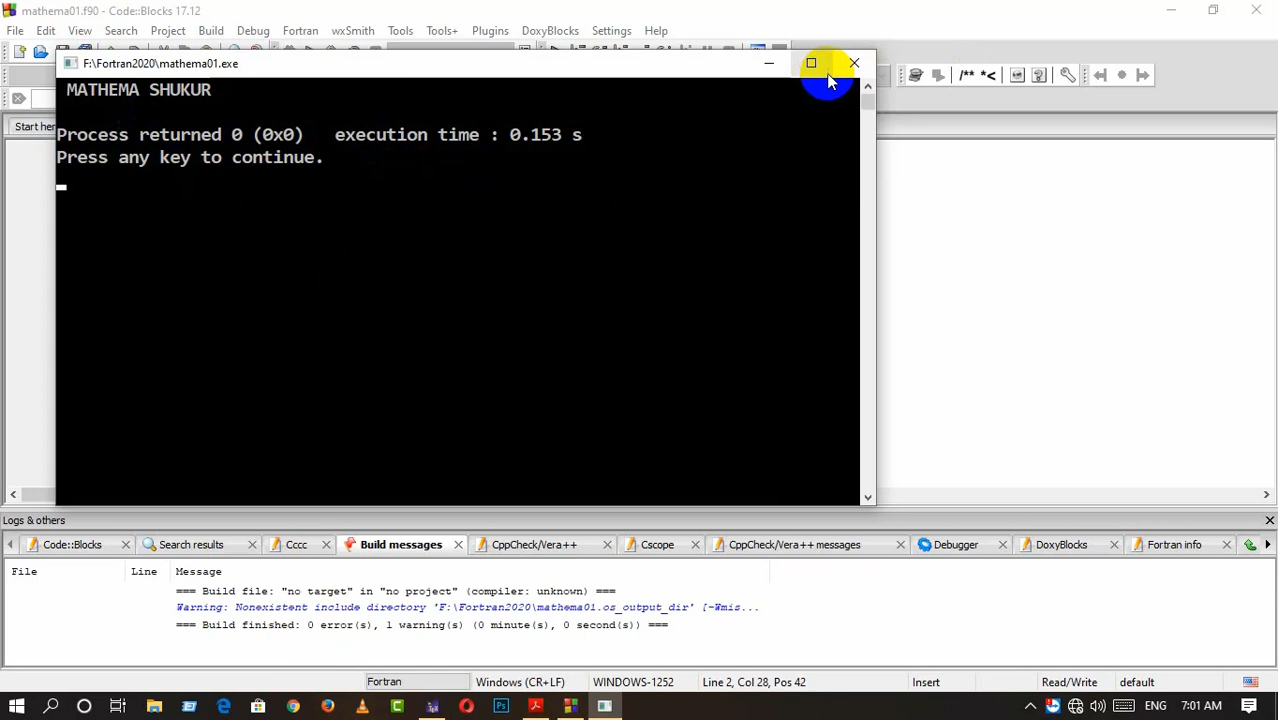 mathema01.f90 - Code::Blocks 17.12
File Edit View Search Project Build Debug Fortran wxSmith Tools Tools+ Plugins DoxyBlocks Settings Help
F:\Fortran2020\mathema01.exe
/** *<
Start her
MATHEMA SHUKUR
Process returned 0 (0x0) execution time : 0.153 s
Press any key to continue.
Logs & others
Code::Blocks Search results Cccc Build messages CppCheck/Vera++ Cscope CppCheck/Vera++ messages Debugger DoxyBlocks Fortran info
File Line Message
=== Build file: "no target" in "no project" (compiler: unknown) ===
Warning: Nonexistent include directory 'F:\Fortran2020\mathema01.os_output_dir' [-Wmis...
=== Build finished: 0 error(s), 1 warning(s) (0 minute(s), 0 second(s)) ===
Fortran Windows (CR+LF) WINDOWS-1252 Line 2, Col 28, Pos 42 Insert Read/Write default
ENG 7:01 AM